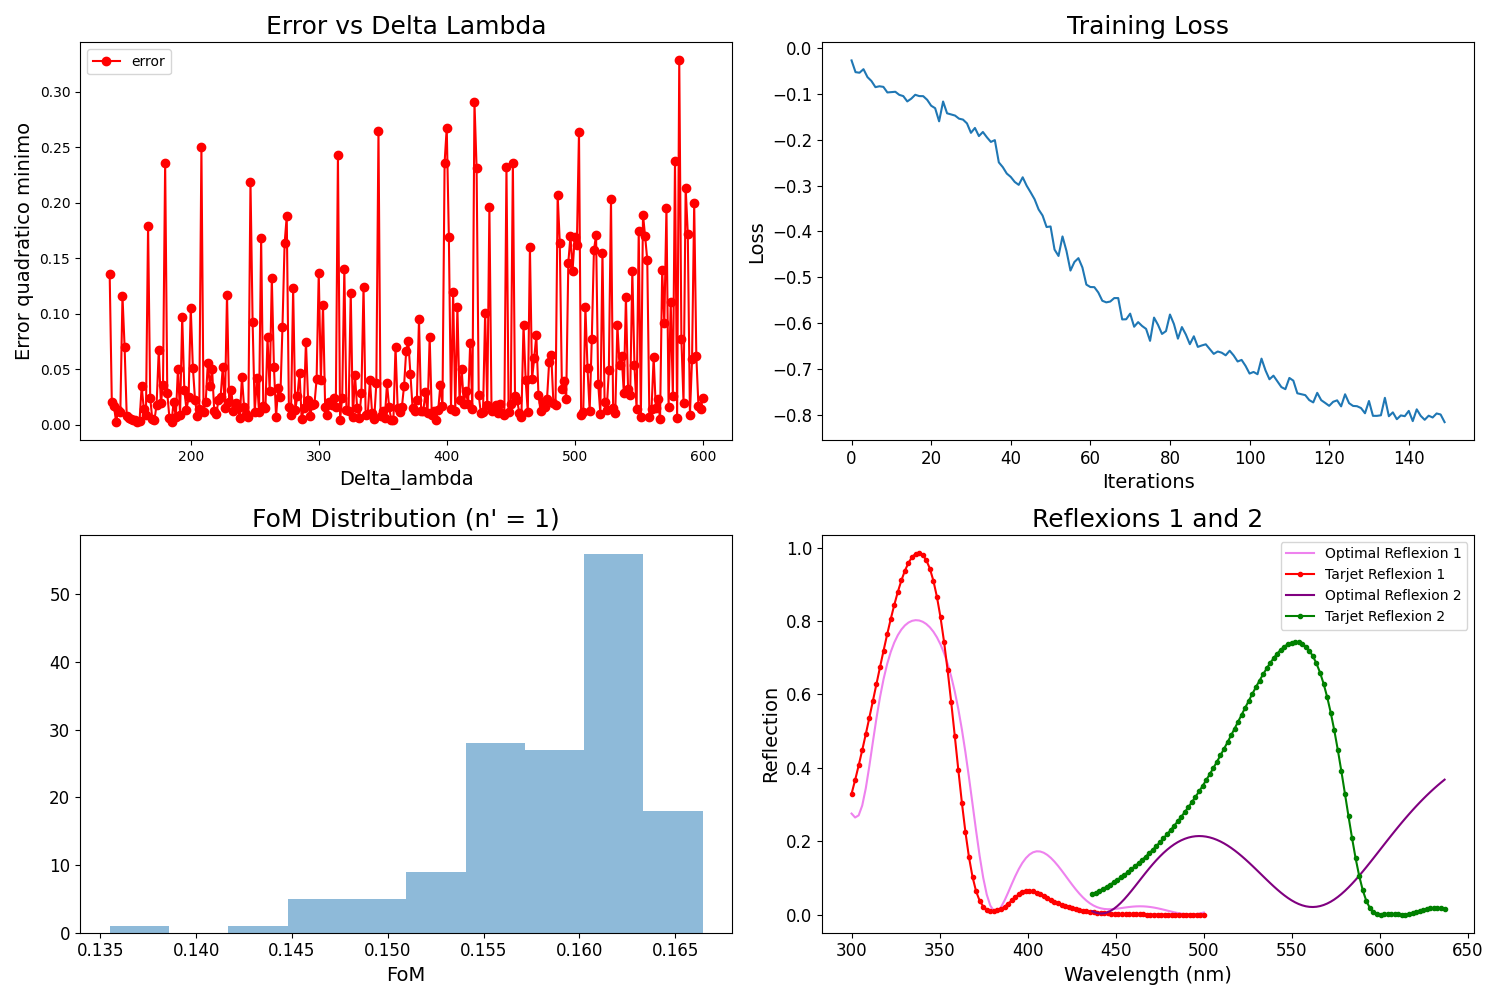 Error vs Delta Lambda
error
0.30
0.25
0.20
0.15
0.10
0.05
0.00
Error quadratico minimo
200 300 400 500 600
Delta_lambda
Training Loss
0.0
−0.1
−0.2
−0.3
−0.4
−0.5
−0.6
−0.7
−0.8
Loss
0 20 40 60 80 100 120 140
Iterations
FoM Distribution (n' = 1)
50
40
30
20
10
0
0.135 0.140 0.145 0.150 0.155 0.160 0.165
FoM
Reflexions 1 and 2
Optimal Reflexion 1
Tarjet Reflexion 1
Optimal Reflexion 2
Tarjet Reflexion 2
1.0
0.8
0.6
0.4
0.2
0.0
Reflection
300 350 400 450 500 550 600 650
Wavelength (nm)